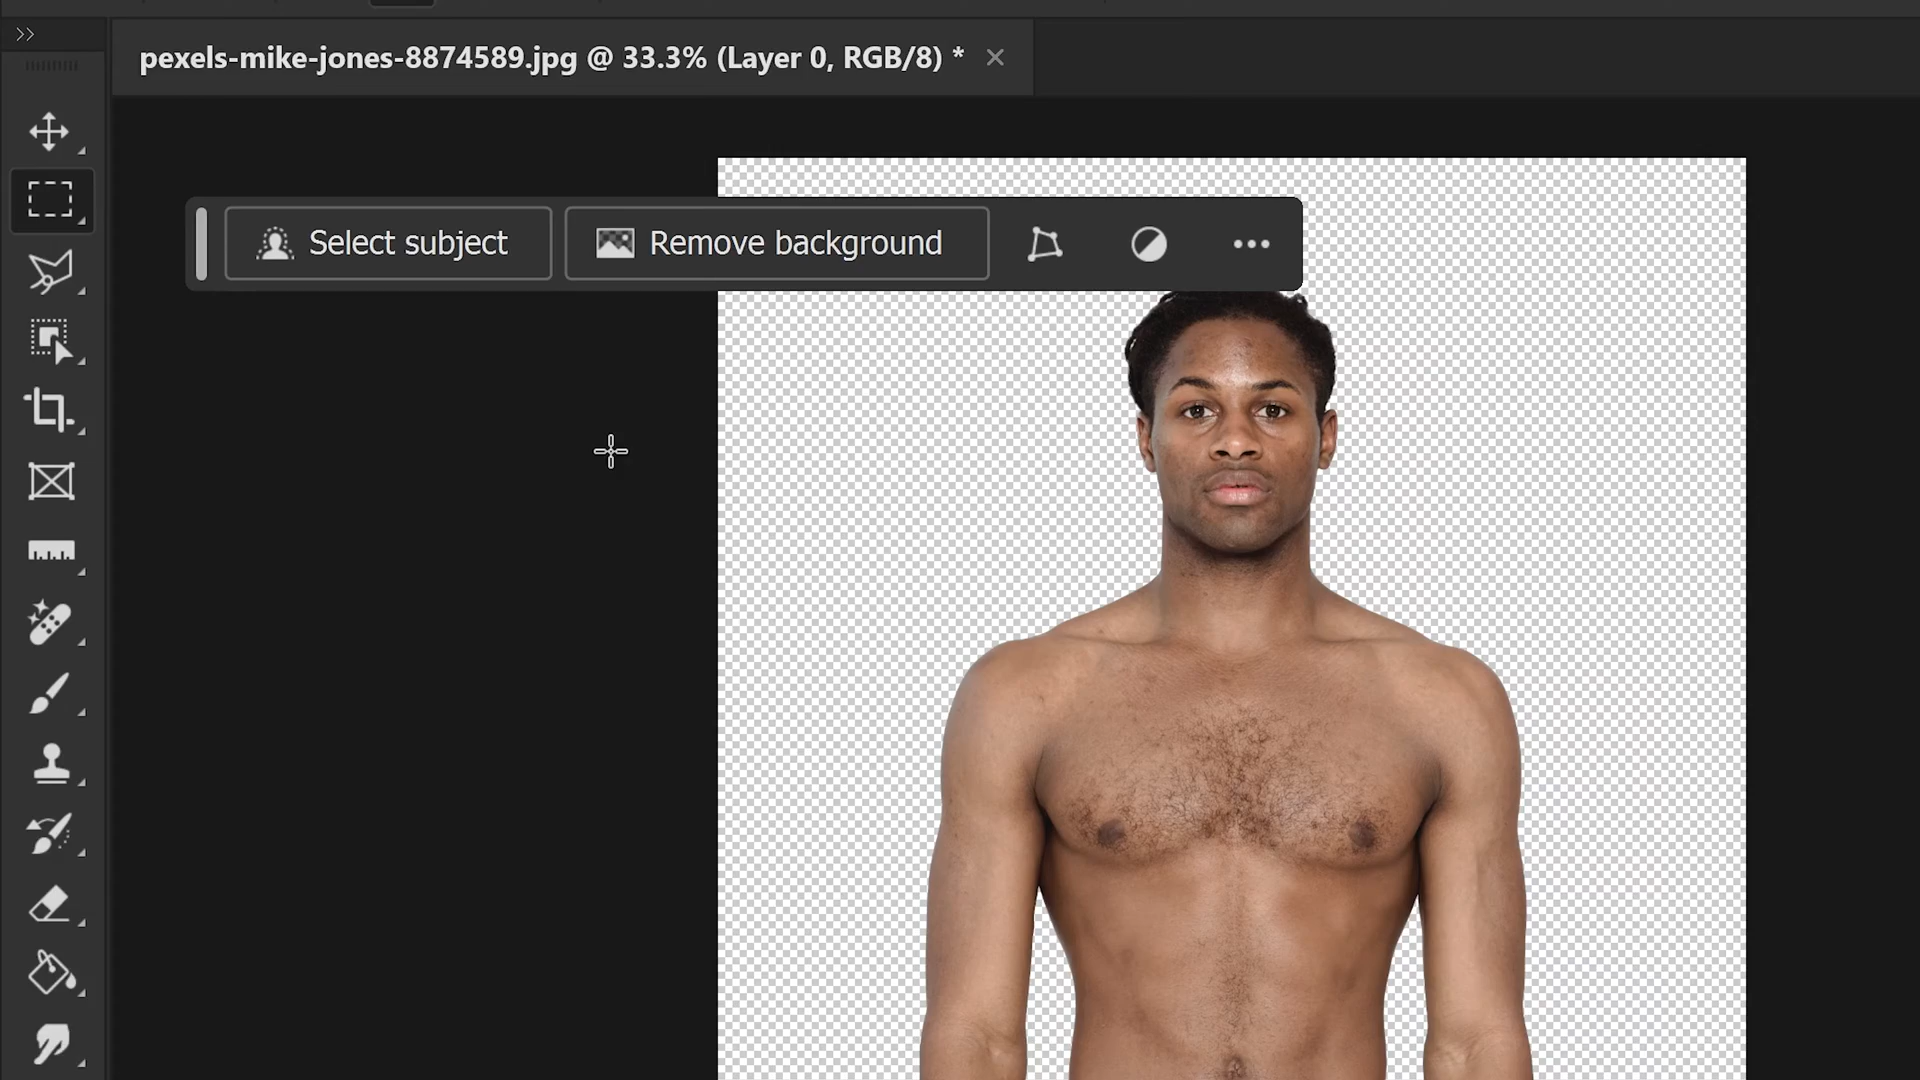 pexels-mike-jones-8874589.jpg @ 33.3% (Layer 0, RGB/8) *
Select subject
Remove background